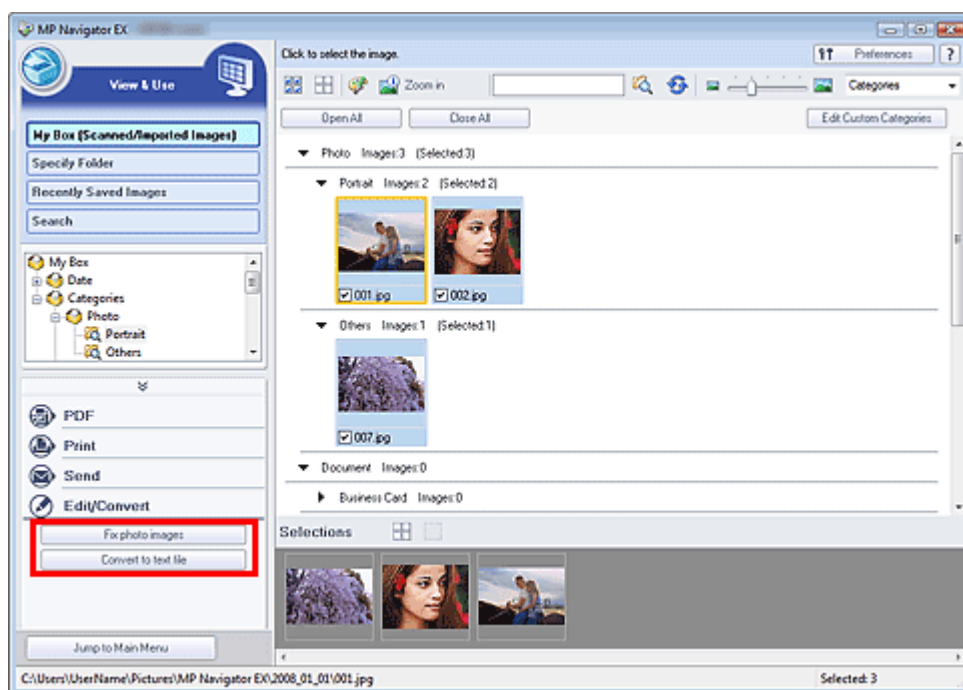 MP Navigator EX
View & Use
My Box (Scanned/Imported Images)
Specify Folder
Recently Saved Images
Search
My Box
Date
Categories
Photo
Portrait
Others
PDF
Print
Send
Edit/Convert
Fix photo images
Convert to text file
Jump to Main Menu
Click to select the image.
Preferences
?
Zoom in
Categories
Open All
Close All
Edit Custom Categories
Photo Images:3 (Selected:3)
Portrait Images:2 (Selected:2)
001.jpg
002.jpg
Others Images:1 (Selected:1)
007.jpg
Document Images:0
Business Card Images:0
Selections
C:\Users\UserName\Pictures\MP Navigator EX\2008_01_01\001.jpg
Selected: 3